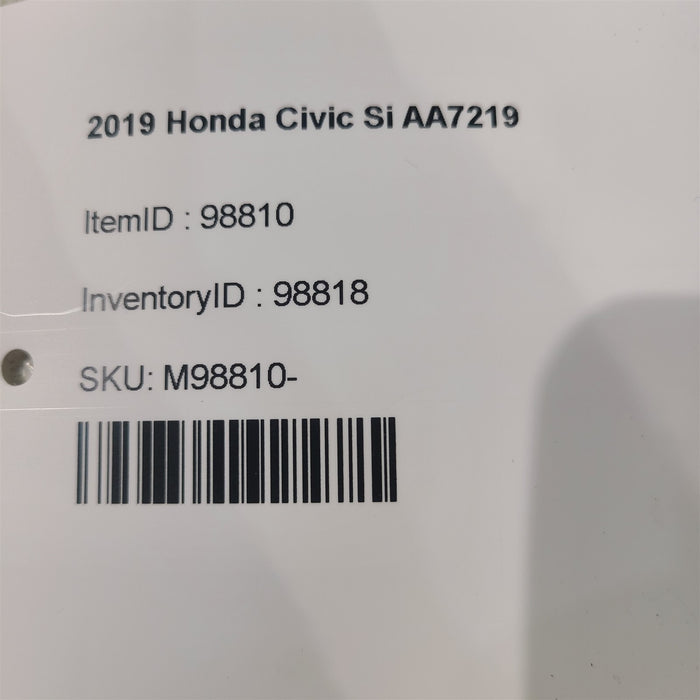 2019 Honda Civic Si AA7219
ItemID : 98810
InventoryID : 98818
SKU: M98810-